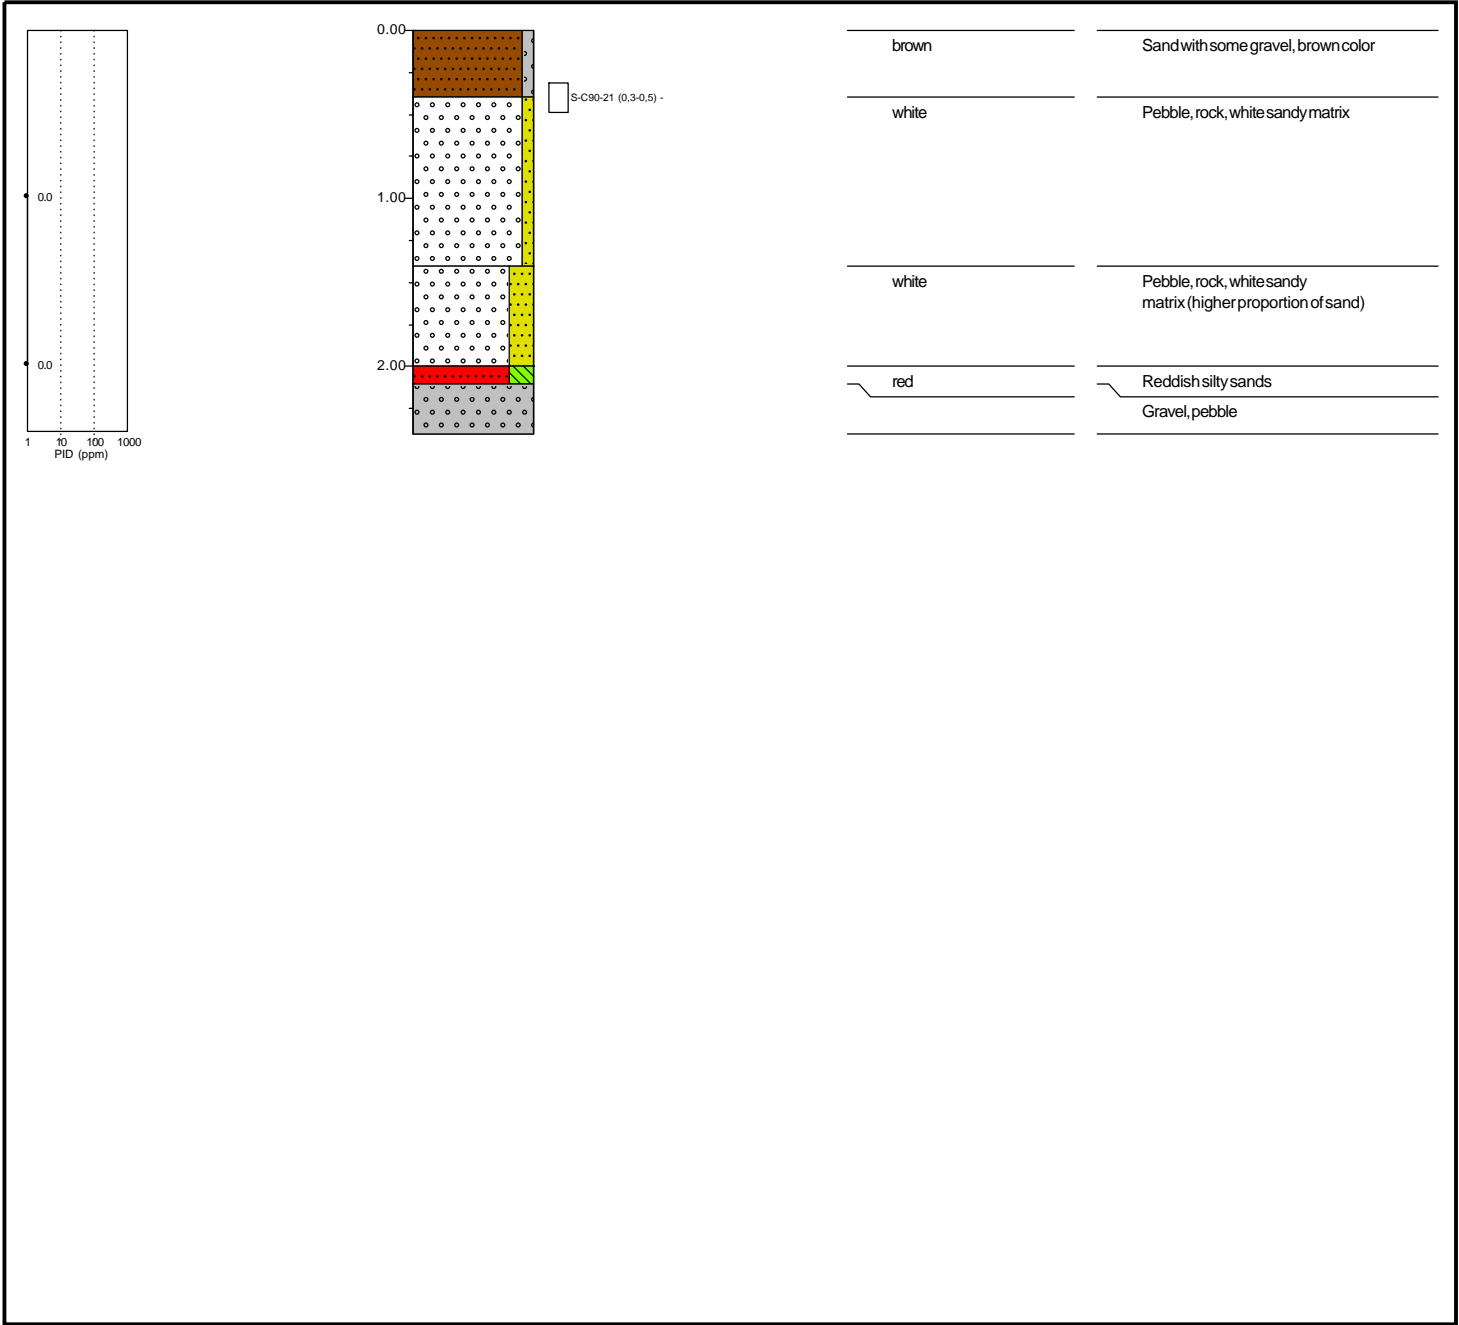 0.00
brown
Sand with some gravel, brown color
S-C90-21 (0,3-0,5) -
white
Pebble, rock, white sandy matrix
0.0
1.00
white
Pebble, rock, white sandy
matrix (higher proportion of sand)
0.0
2.00
red
Reddish silty sands
Gravel, pebble
1 10 100 1000
PID (ppm)